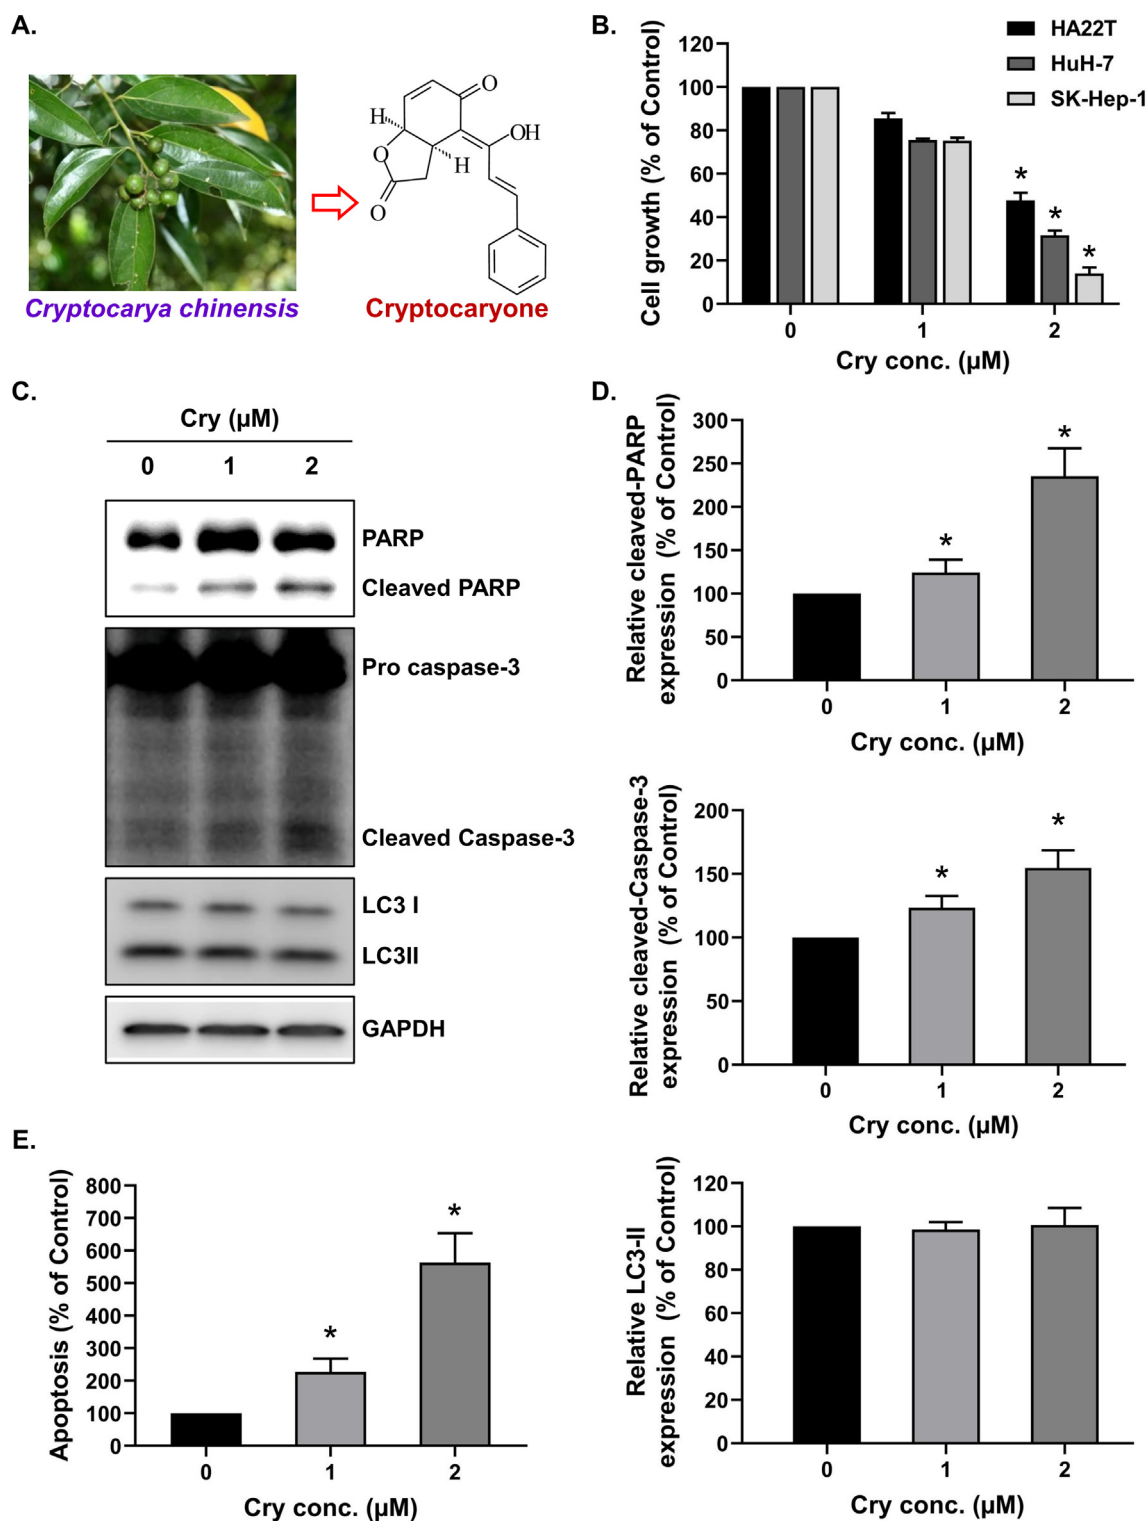 A.
H
O
OH
O
H
O
Cryptocarya chinensis
Cryptocaryone
B.
HA22T
HuH-7
SK-Hep-1
Cell growth (% of Control)
120
100
80
60
40
20
0
* * *
0 1 2
Cry conc. (µM)
C.
Cry (µM)
0 1 2
PARP
Cleaved PARP
Pro caspase-3
Cleaved Caspase-3
LC3 I
LC3II
GAPDH
D.
Relative cleaved-PARP
expression (% of Control)
300
250
200
150
100
50
0
* *
0 1 2
Cry conc. (µM)
Relative cleaved-Caspase-3
expression (% of Control)
200
150
100
50
0
* *
0 1 2
Cry conc. (µM)
Relative LC3-II
expression (% of Control)
120
100
80
60
40
20
0
0 1 2
Cry conc. (µM)
E.
Apoptosis (% of Control)
800
700
600
500
400
300
200
100
0
* *
0 1 2
Cry conc. (µM)